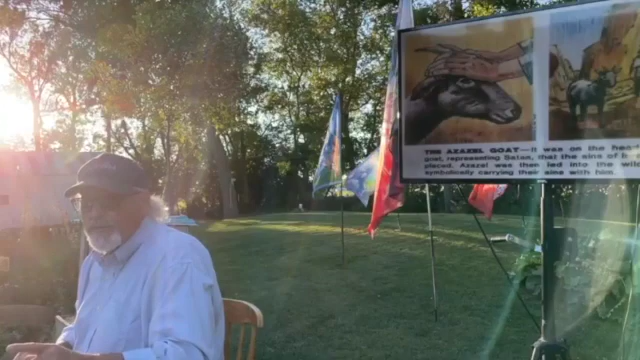 THE AZAZEL GOAT—It was on the hea
goat, representing Satan, that the sins of
placed. Azazel was then led into the wil
symbolically carrying their sins with him.